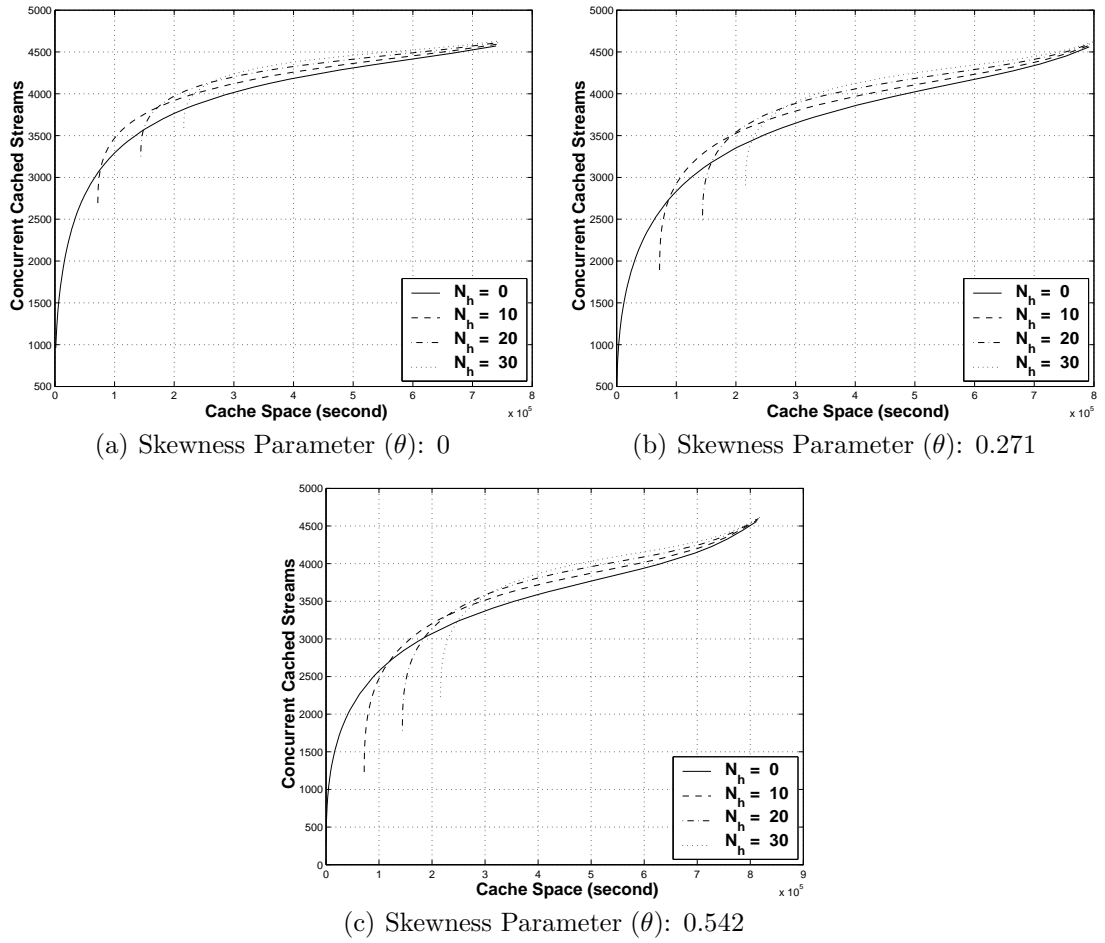 5000
4500
4000
3500
3000
2500
2000
1500
1000
500
Concurrent Cached Streams
0 1 2 3 4 5 6 7 8
x 10^5
Cache Space (second)
N_h = 0
N_h = 10
N_h = 20
N_h = 30
(a) Skewness Parameter (θ): 0
5000
4500
4000
3500
3000
2500
2000
1500
1000
500
Concurrent Cached Streams
0 1 2 3 4 5 6 7 8
x 10^5
Cache Space (second)
N_h = 0
N_h = 10
N_h = 20
N_h = 30
(b) Skewness Parameter (θ): 0.271
5000
4500
4000
3500
3000
2500
2000
1500
1000
500
0
Concurrent Cached Streams
0 1 2 3 4 5 6 7 8 9
x 10^5
Cache Space (second)
N_h = 0
N_h = 10
N_h = 20
N_h = 30
(c) Skewness Parameter (θ): 0.542